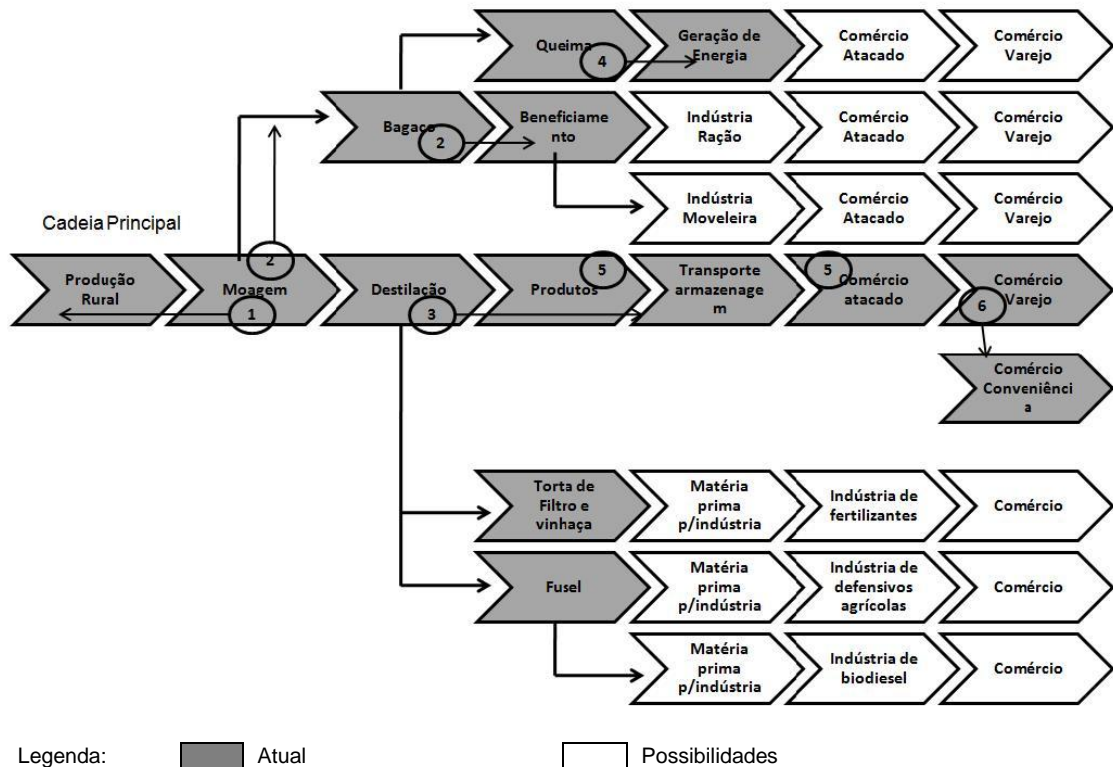 Queima
4
Geração de
Energia
Comércio
Atacado
Comércio
Varejo
Bagaço
2
Beneficiame
nto
Indústria
Ração
Comércio
Atacado
Comércio
Varejo
Indústria
Moveleira
Comércio
Atacado
Comércio
Varejo
Cadeia Principal
Produção
Rural
Moagem
2
1
Destilação
3
Produtos
5
Transporte
armazenage
m
5
Comércio
atacado
Comércio
Varejo
6
Comércio
Conveniênci
a
Torta de
Filtro e
vinhaça
Matéria
prima
p/indústria
Indústria de
fertilizantes
Comércio
Fusel
Matéria
prima
p/indústria
Indústria de
defensivos
agrícolas
Comércio
Matéria
prima
p/indústria
Indústria de
biodiesel
Comércio
Legenda:
Atual
Possibilidades